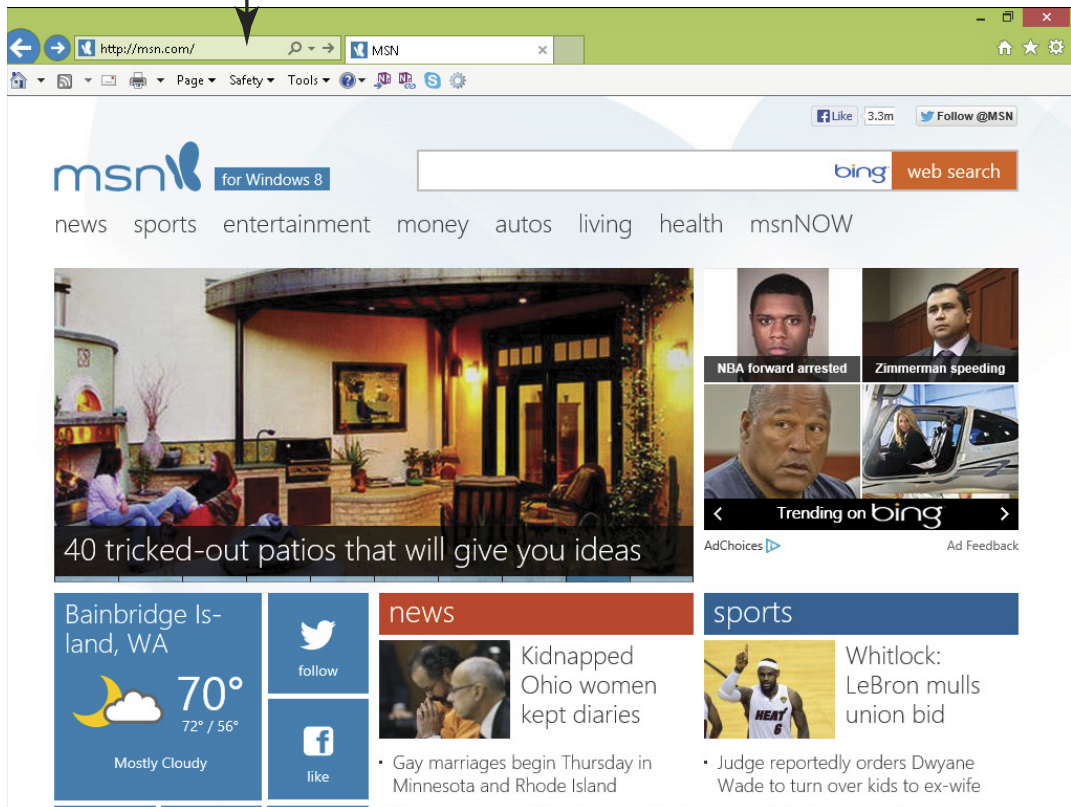 http://msn.com/
MSN
Page Safety Tools
Like 3.3m Follow @MSN
msn for Windows 8
bing web search
news sports entertainment money autos living health msnNOW
NBA forward arrested
Zimmerman speeding
Trending on bing
AdChoices Ad Feedback
40 tricked-out patios that will give you ideas
Bainbridge Is-
land, WA
70°
72° / 56°
Mostly Cloudy
follow
like
news
Kidnapped
Ohio women
kept diaries
Gay marriages begin Thursday in
Minnesota and Rhode Island
sports
Whitlock:
LeBron mulls
union bid
HEAT
6
Judge reportedly orders Dwyane
Wade to turn over kids to ex-wife